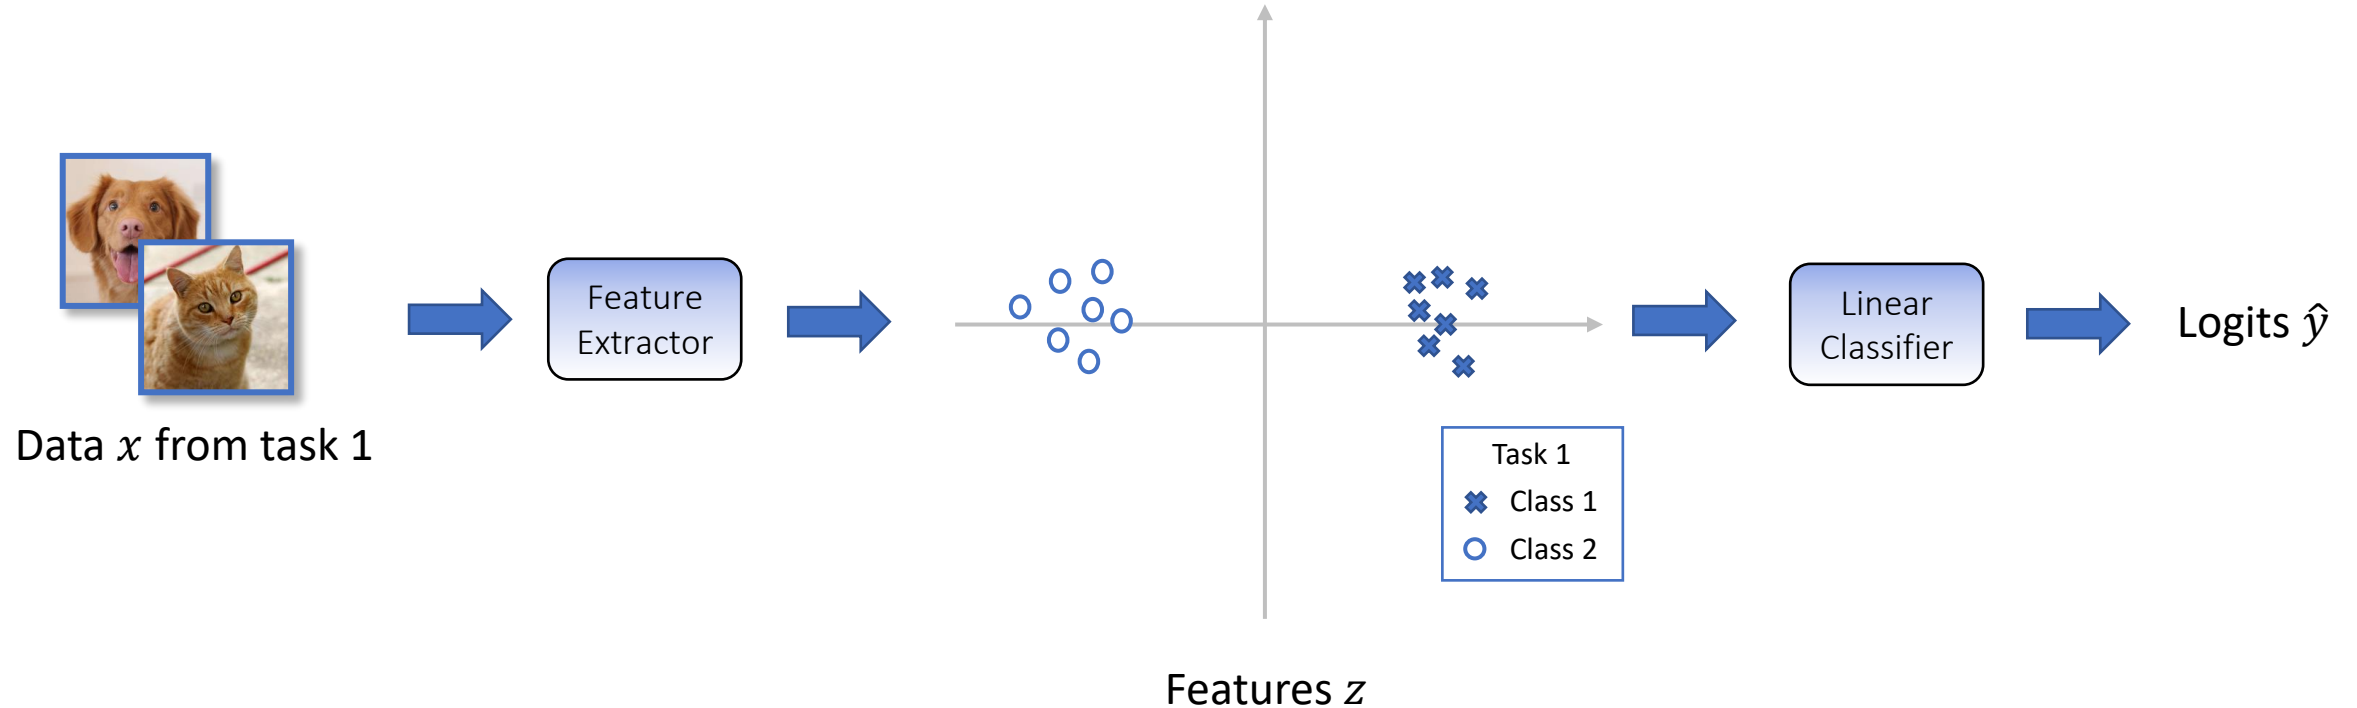 Data x from task 1
Feature
Extractor
Features z
Task 1
Class 1
Class 2
Linear
Classifier
Logits ŷ